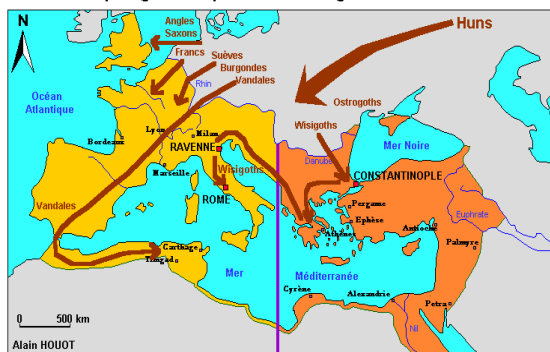 N
Angles
Saxons
Huns
Francs
Suèves
Burgondes
Vandales
Océan
Atlantique
Rhin
Ostrogoths
Wisigoths
Bordeaux
Lyon
Milan
RAVENNE
Mer Noire
Danube
CONSTANTINOPLE
Marseille
Wisigoths
ROME
Vandales
Pergame
Ephèse
Athènes
Antioche
Euphrate
Palmyre
Carthage
Timgad
Mer
Méditerranée
Cyrène
Alexandrie
Petra
Nil
0 500 km
Alain HOUOT